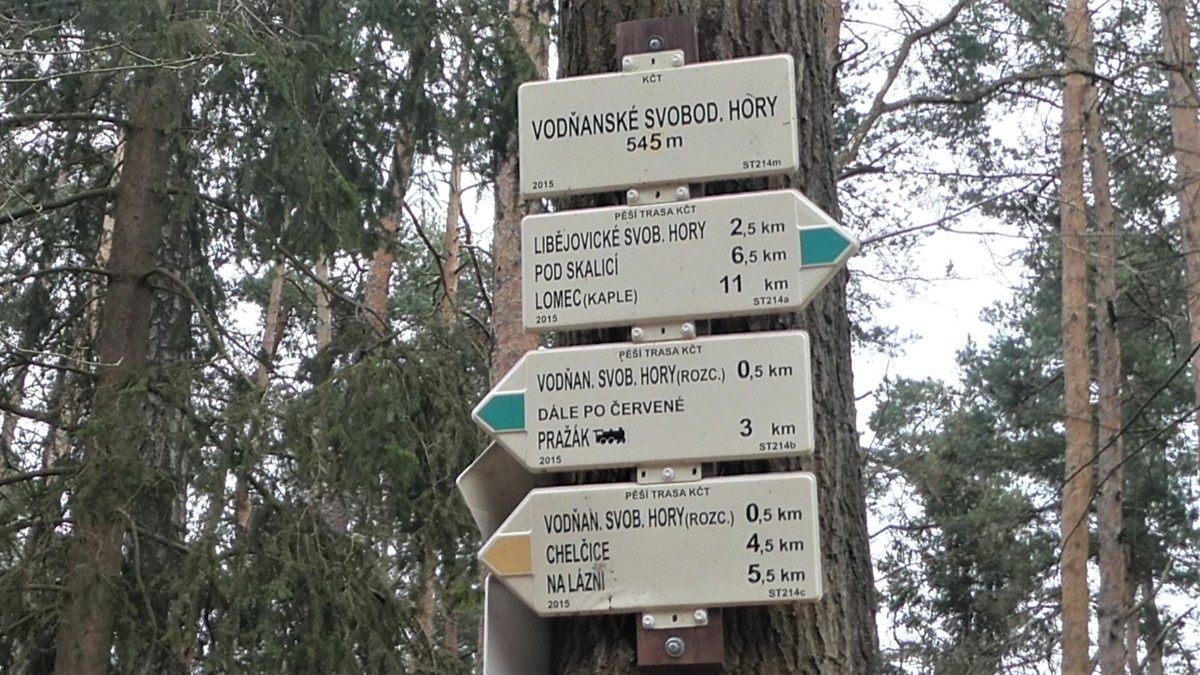 KČT
VODŇANSKÉ SVOBOD. HORY
545 m
2015 ST214m
PĚŠÍ TRASA KČT
LIBĚJOVICKÉ SVOB. HORY 2,5 km
POD SKALICÍ 6,5 km
LOMEC (KAPLE) 11 km
2015 ST214a
PĚŠÍ TRASA KČT
VODŇAN. SVOB. HORY (ROZC.) 0,5 km
DÁLE PO ČERVENÉ
PRAŽÁK 3 km
2015 ST214b
PĚŠÍ TRASA KČT
VODŇAN. SVOB. HORY (ROZC.) 0,5 km
CHELČICE 4,5 km
NA LÁZNI 5,5 km
2015 ST214c